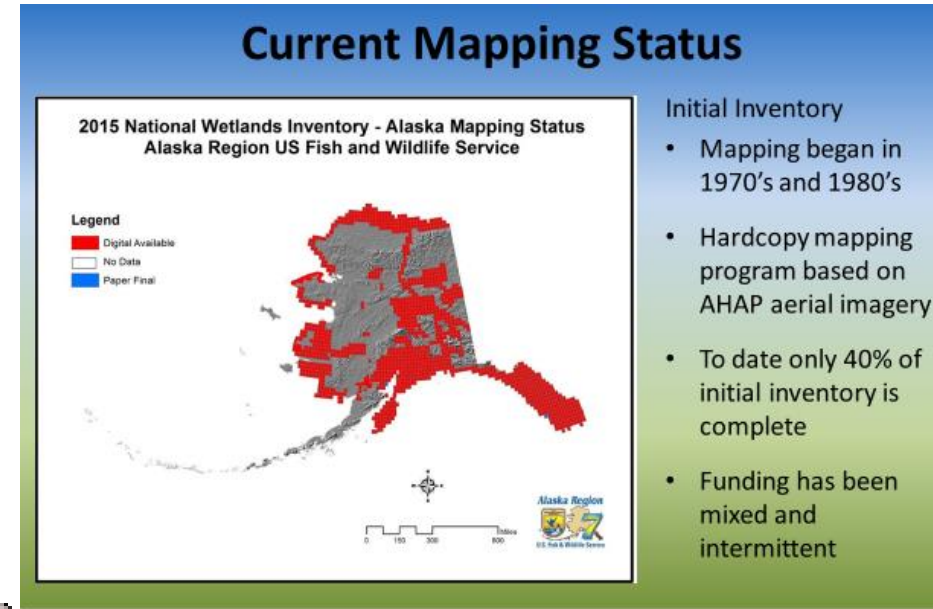 Current Mapping Status
2015 National Wetlands Inventory - Alaska Mapping Status
Alaska Region US Fish and Wildlife Service
Legend
Digital Available
No Data
Paper Final
Alaska Region
U.S. Fish & Wildlife Service
Miles
0 150 300 600
Initial Inventory
• Mapping began in
1970's and 1980's
• Hardcopy mapping
program based on
AHAP aerial imagery
• To date only 40% of
initial inventory is
complete
• Funding has been
mixed and
intermittent